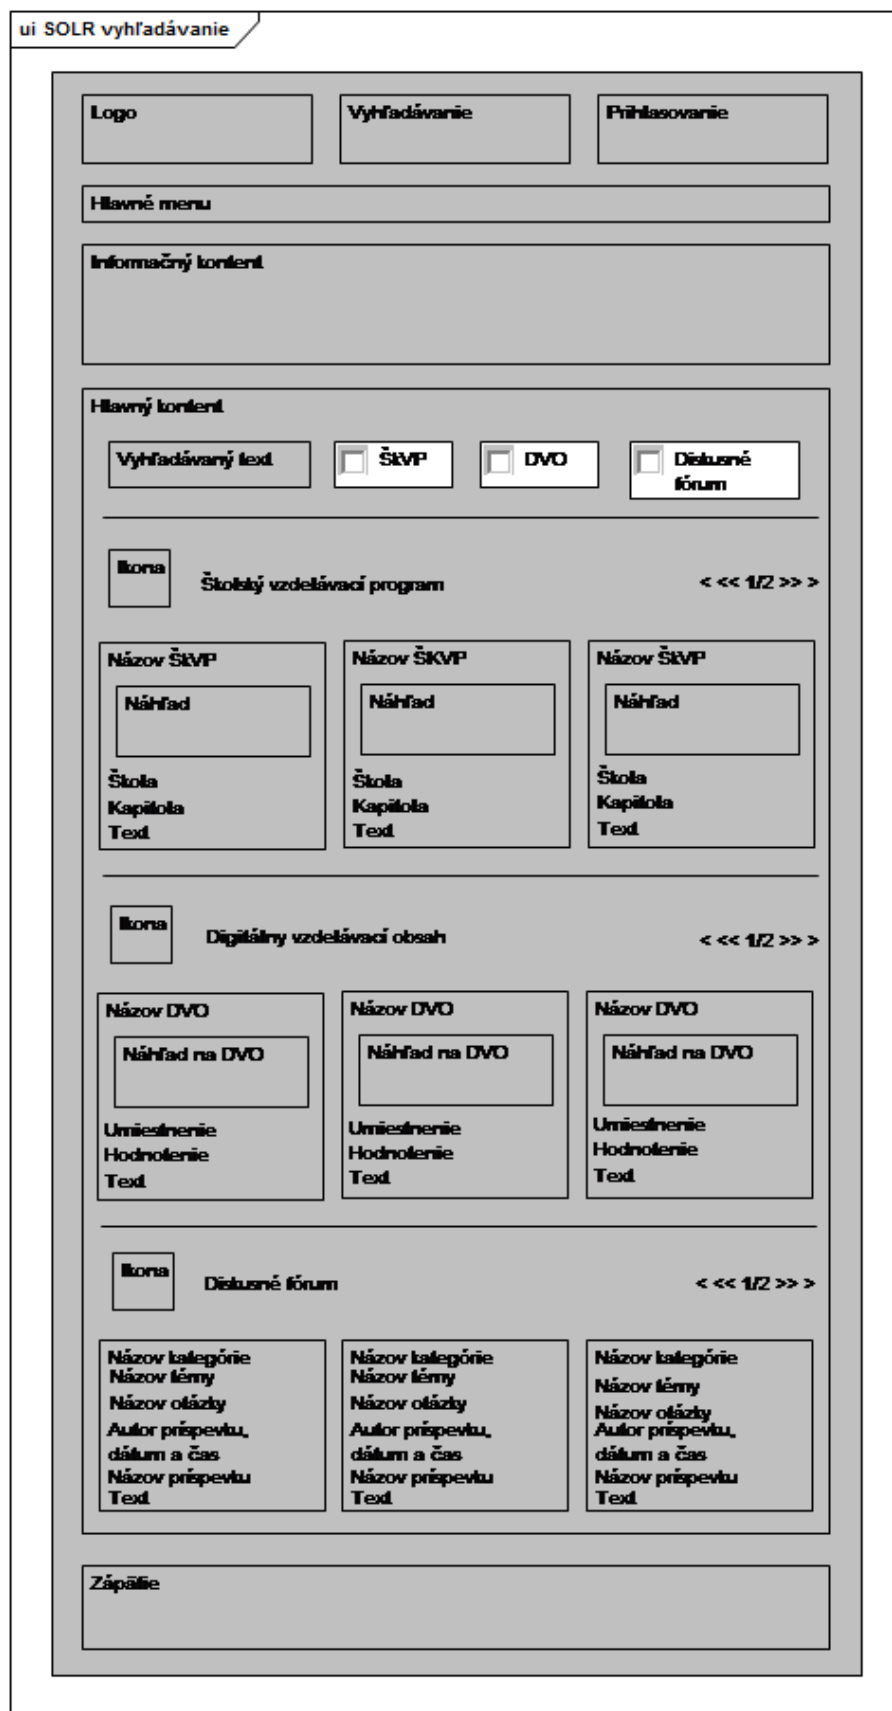 ui SOLR vyhľadávanie
Logo
Vyhľadávanie
Prihlasovanie
Hlavné menu
Informačný kontent
Hlavný kontent
Vyhľadávaný text
ŠkVP
DVO
Diskusné
fórum
Ikona
Školský vzdelávací program
< << 1/2 >> >
Názov ŠkVP
Náhľad
Škola
Kapitola
Text
Názov ŠKVP
Náhľad
Škola
Kapitola
Text
Názov ŠkVP
Náhľad
Škola
Kapitola
Text
Ikona
Digitálny vzdelávací obsah
< << 1/2 >> >
Názov DVO
Náhľad na DVO
Umiestnenie
Hodnotenie
Text
Názov DVO
Náhľad na DVO
Umiestnenie
Hodnotenie
Text
Názov DVO
Náhľad na DVO
Umiestnenie
Hodnotenie
Text
Ikona
Diskusné fórum
< << 1/2 >> >
Názov kategórie
Názov témy
Názov otázky
Autor príspevku,
dátum a čas
Názov príspevku
Text
Názov kategórie
Názov témy
Názov otázky
Autor príspevku,
dátum a čas
Názov príspevku
Text
Názov kategórie
Názov témy
Názov otázky
Autor príspevku,
dátum a čas
Názov príspevku
Text
Zápätie